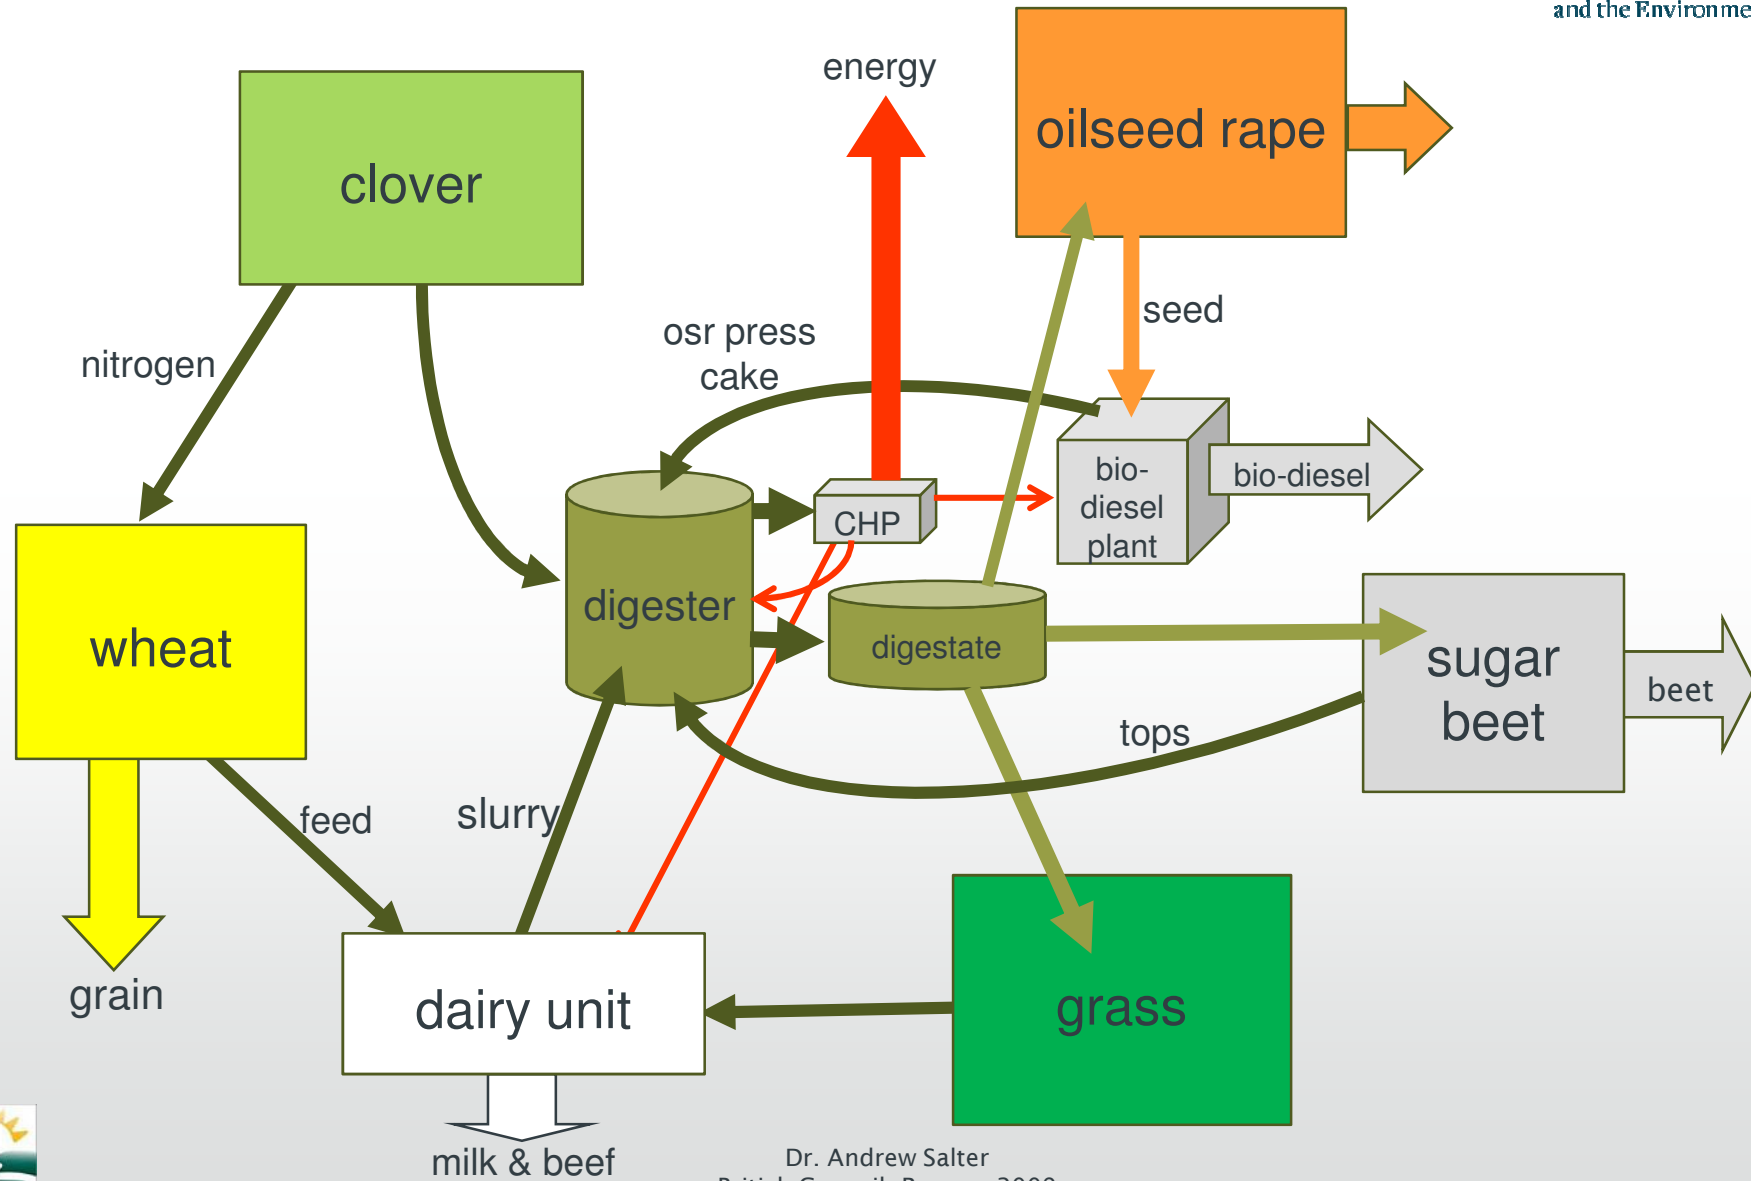 and the Environme
energy
oilseed rape
clover
seed
osr press
cake
nitrogen
bio-
diesel
plant
bio-diesel
CHP
digester
digestate
wheat
sugar
beet
beet
tops
feed
slurry
grain
dairy unit
grass
milk & beef
Dr. Andrew Salter